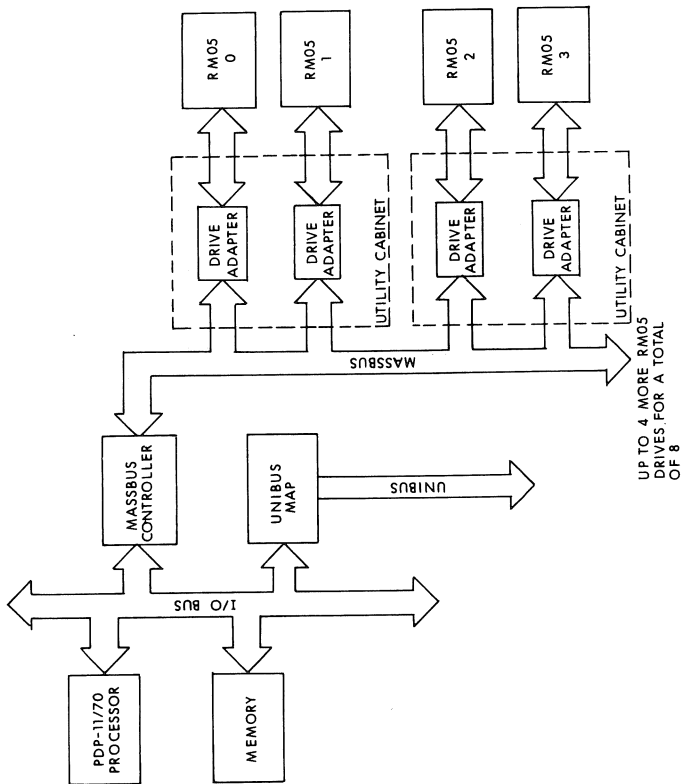 PDP-11/70
PROCESSOR
MEMORY
I/O BUS
MASSBUS
CONTROLLER
UNIBUS
MAP
UNIBUS
MASSBUS
DRIVE
ADAPTER
DRIVE
ADAPTER
UTILITY CABINET
DRIVE
ADAPTER
DRIVE
ADAPTER
UTILITY CABINET
RM05
0
RM05
1
RM05
2
RM05
3
UP TO 4 MORE RM05
DRIVES FOR A TOTAL
OF 8